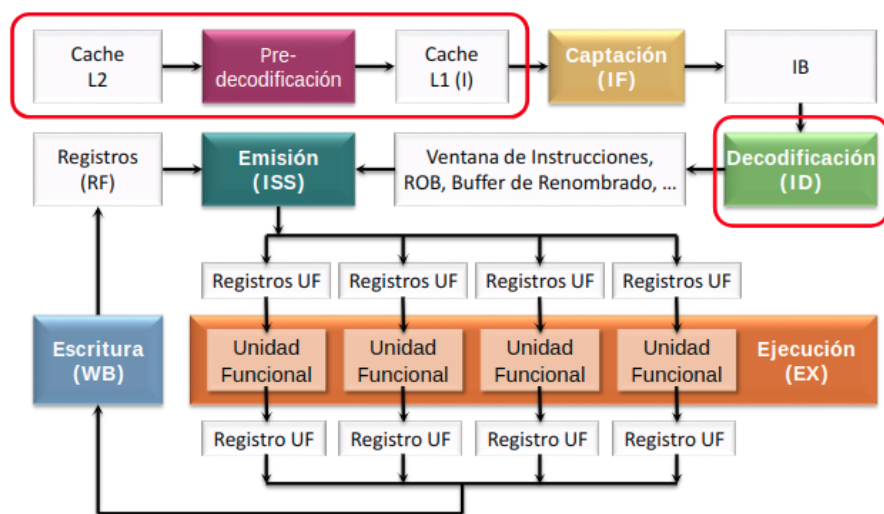 Cache
L2
Pre-
decodificación
Cache
L1 (I)
Captación
(IF)
IB
Registros
(RF)
Emisión
(ISS)
Ventana de Instrucciones,
ROB, Buffer de Renombrado, ...
Decodificación
(ID)
Registros UF
Registros UF
Registros UF
Registros UF
Escritura
(WB)
Unidad
Funcional
Unidad
Funcional
Unidad
Funcional
Unidad
Funcional
Ejecución
(EX)
Registro UF
Registro UF
Registro UF
Registro UF